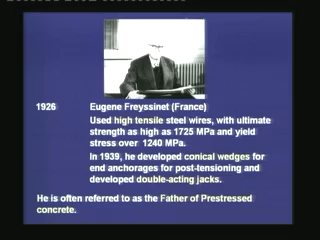 1926 Eugene Freyssinet (France)
Used high tensile steel wires, with ultimate
strength as high as 1725 MPa and yield
stress over 1240 MPa.
In 1939, he developed conical wedges for
end anchorages for post-tensioning and
developed double-acting jacks.
He is often referred to as the Father of Prestressed
concrete.